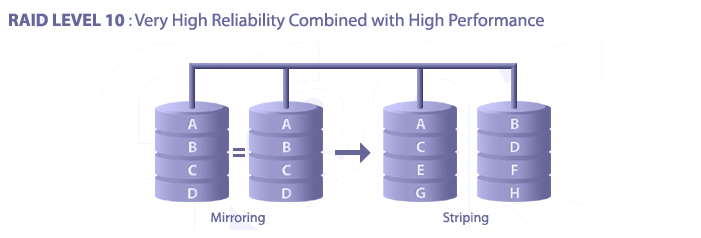 RAID LEVEL 10 : Very High Reliability Combined with High Performance
A A A B
B = B C D
C C E F
D D G H
Mirroring Striping